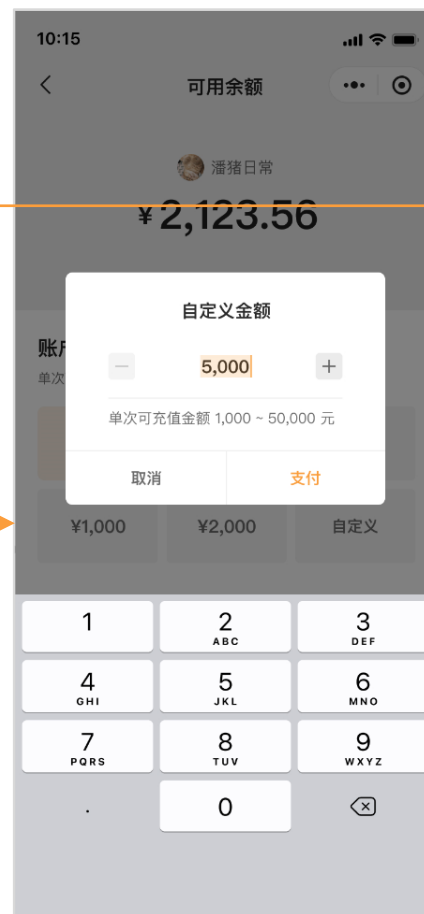 10:15
可用余额
潘猪日常
¥2,123.56
自定义金额
账户
单次
5,000
单次可充值金额 1,000 ~ 50,000 元
取消 支付
¥1,000 ¥2,000 自定义
1 2 3
ABC DEF
4 5 6
GHI JKL MNO
7 8 9
PQRS TUV WXYZ
. 0